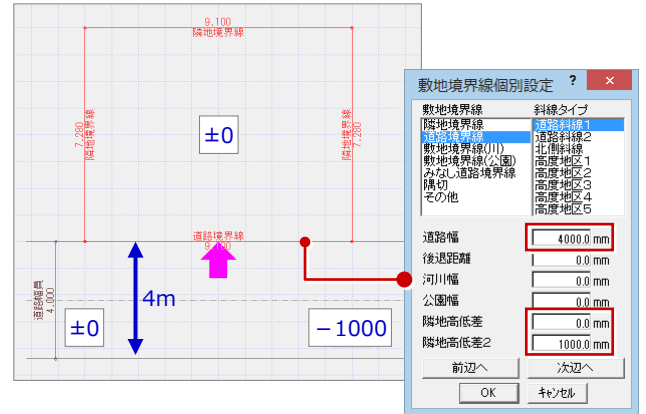 9.100
隣地境界線
7.280
隣地境界線
7.280
隣地境界線
±0
道路境界線
9.100
道路幅員
4.000
4m
±0
−1000
敷地境界線個別設定 ? ×
敷地境界線 斜線タイプ
隣地境界線 道路斜線1
道路境界線 道路斜線2
敷地境界線(川) 北側斜線
敷地境界線(公園) 高度地区1
みなし道路境界線 高度地区2
隅切 高度地区3
その他 高度地区4
高度地区5
道路幅 4000.0 mm
後退距離 0.0 mm
河川幅 0.0 mm
公園幅 0.0 mm
隣地高低差 0.0 mm
隣地高低差2 1000.0 mm
前辺へ 次辺へ
OK ｷｬﾝｾﾙ